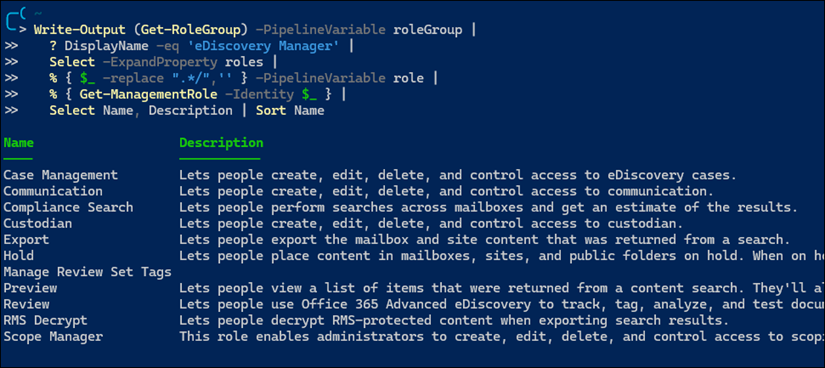 ~
> Write-Output (Get-RoleGroup) -PipelineVariable roleGroup |
>> ? DisplayName -eq 'eDiscovery Manager' |
>> Select -ExpandProperty roles |
>> % { $_ -replace ".*/",'' } -PipelineVariable role |
>> % { Get-ManagementRole -Identity $_ } |
>> Select Name, Description | Sort Name
Name Description
---- -----------
Case Management Lets people create, edit, delete, and control access to eDiscovery cases.
Communication Lets people create, edit, delete, and control access to communication.
Compliance Search Lets people perform searches across mailboxes and get an estimate of the results.
Custodian Lets people create, edit, delete, and control access to custodian.
Export Lets people export the mailbox and site content that was returned from a search.
Hold Lets people place content in mailboxes, sites, and public folders on hold. When on
Manage Review Set Tags
Preview Lets people view a list of items that were returned from a content search. They'll
Review Lets people use Office 365 Advanced eDiscovery to track, tag, analyze, and test
RMS Decrypt Lets people decrypt RMS-protected content when exporting search results.
Scope Manager This role enables administrators to create, edit, delete, and control access to